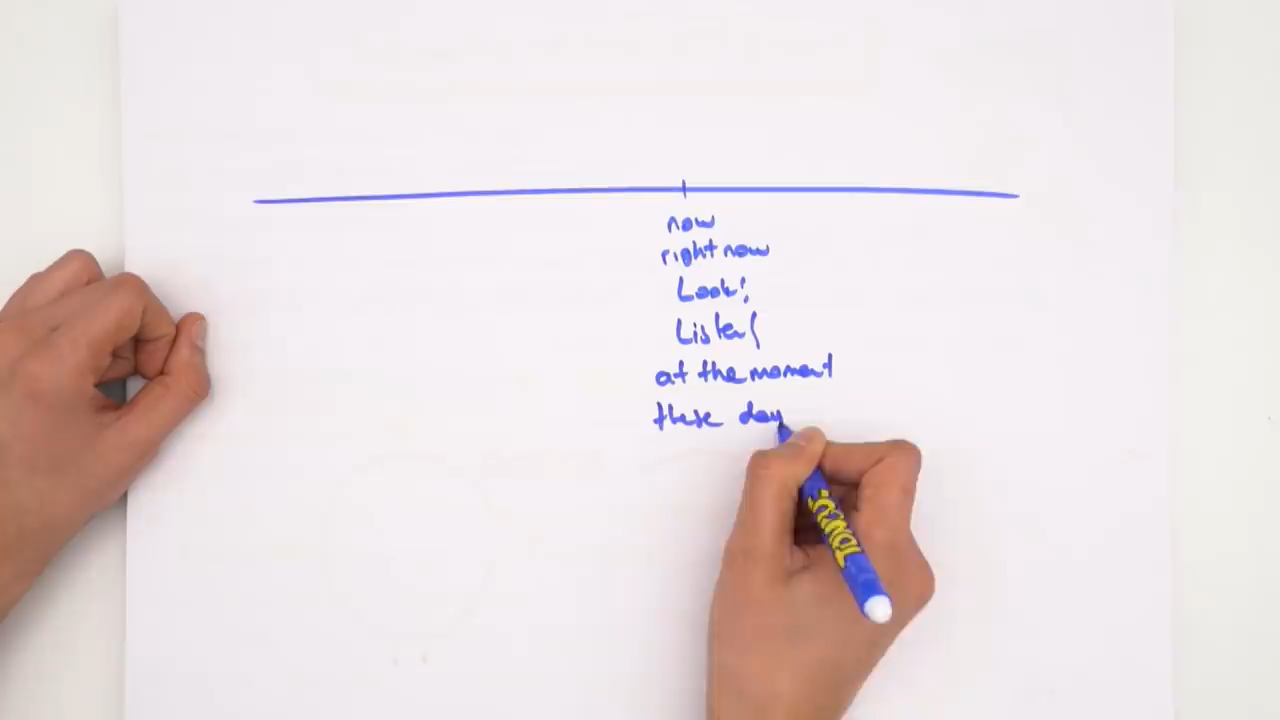 now
right now
Look!
Listen!
at the moment
these day